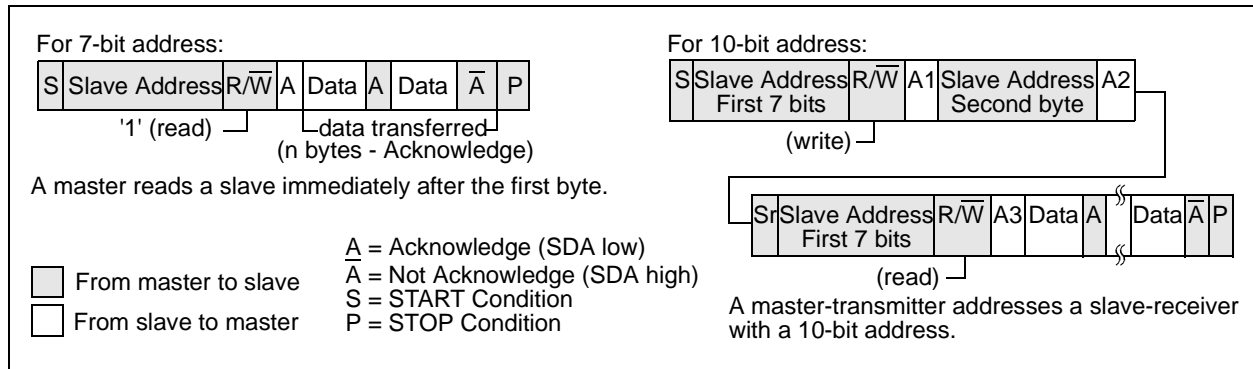 For 7-bit address:
S Slave Address R/W̅ A Data A Data A̅ P
'1' (read)
data transferred
(n bytes - Acknowledge)
A master reads a slave immediately after the first byte.
From master to slave
From slave to master
A = Acknowledge (SDA low)
A̅ = Not Acknowledge (SDA high)
S = START Condition
P = STOP Condition
For 10-bit address:
S Slave Address First 7 bits R/W̅ A1 Slave Address Second byte A2
(write)
Sr Slave Address First 7 bits R/W̅ A3 Data A Data A̅ P
(read)
A master-transmitter addresses a slave-receiver
with a 10-bit address.